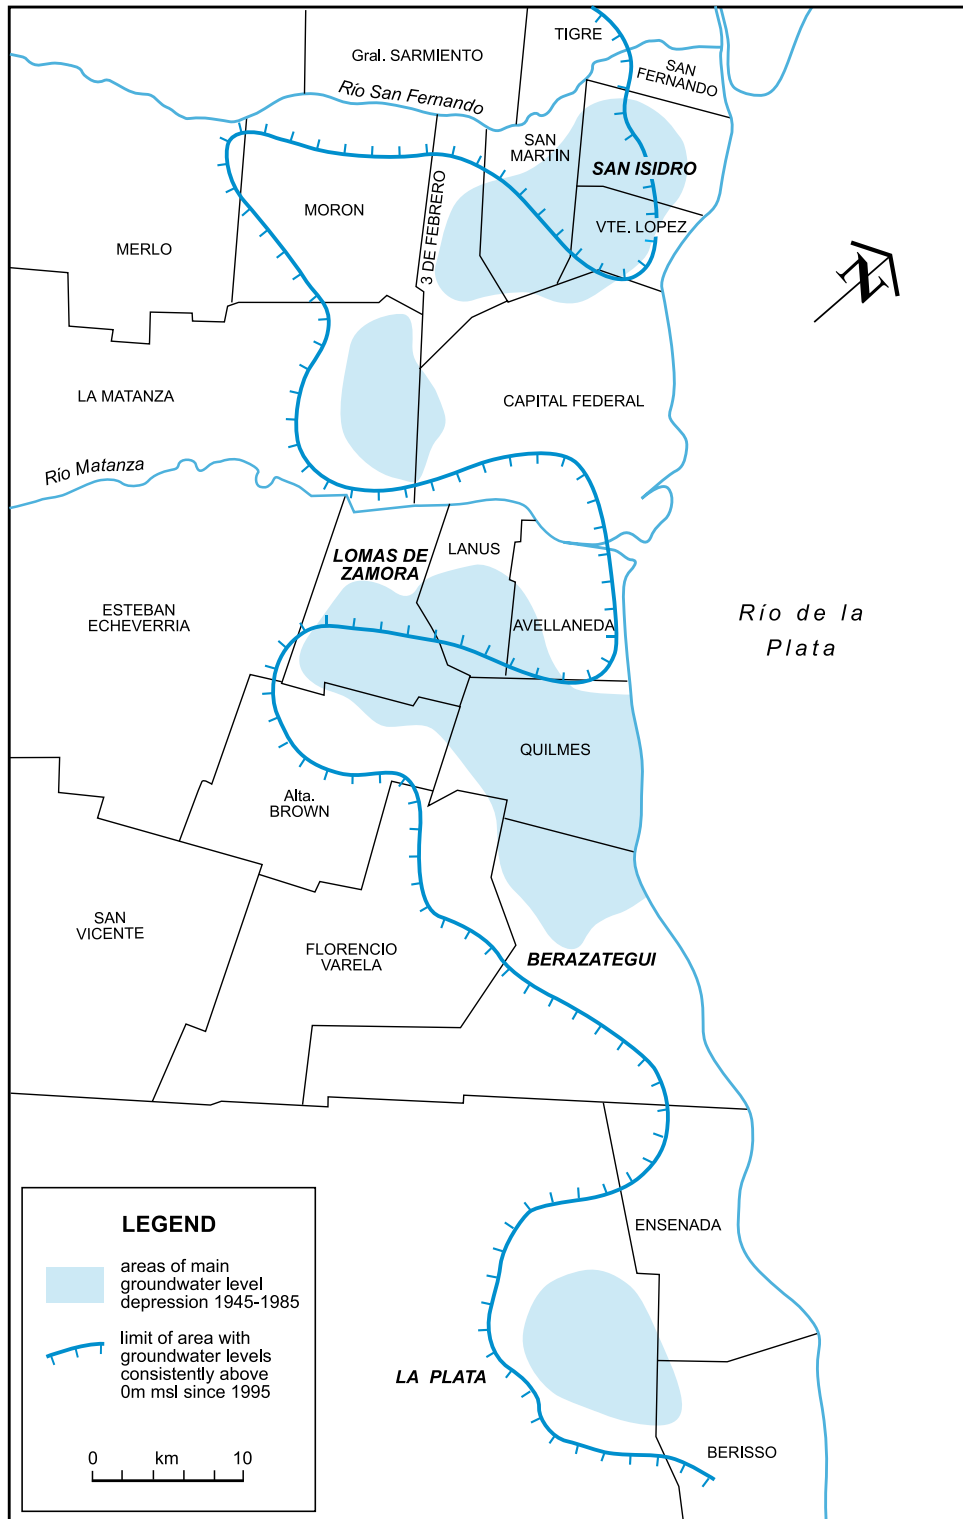 TIGRE
Gral. SARMIENTO
SAN
FERNANDO
Río San Fernando
SAN
MARTIN
SAN ISIDRO
MORON
3 DE FEBRERO
VTE. LOPEZ
MERLO
N
LA MATANZA
CAPITAL FEDERAL
Río Matanza
LOMAS DE
ZAMORA
LANUS
ESTEBAN
ECHEVERRIA
AVELLANEDA
Río de la
Plata
QUILMES
Alta.
BROWN
SAN
VICENTE
FLORENCIO
VARELA
BERAZATEGUI
ENSENADA
LA PLATA
BERISSO
LEGEND
areas of main
groundwater level
depression 1945-1985
limit of area with
groundwater levels
consistently above
0m msl since 1995
0 km 10